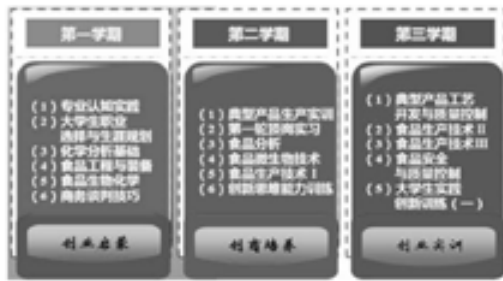 第一学期
(1)专业认知实践
(2)大学生职业
选择与生涯规划
(3)化学分析基础
(4)食品工程与装备
(5)食品生物化学
(6)商务谈判技巧
创业启蒙
第二学期
(1)典型产品生产实训
(2)第一轮顶岗实习
(3)食品分析
(4)食品微生物技术
(5)食品生产技术Ⅰ
(6)创新思维能力训练
创育培养
第三学期
(1)典型产品工艺
开发与质量控制
(2)食品生产技术Ⅱ
(3)食品生产技术Ⅲ
(4)食品安全
与质量控制
(5)大学生实践
创新训练(一)
创业实训